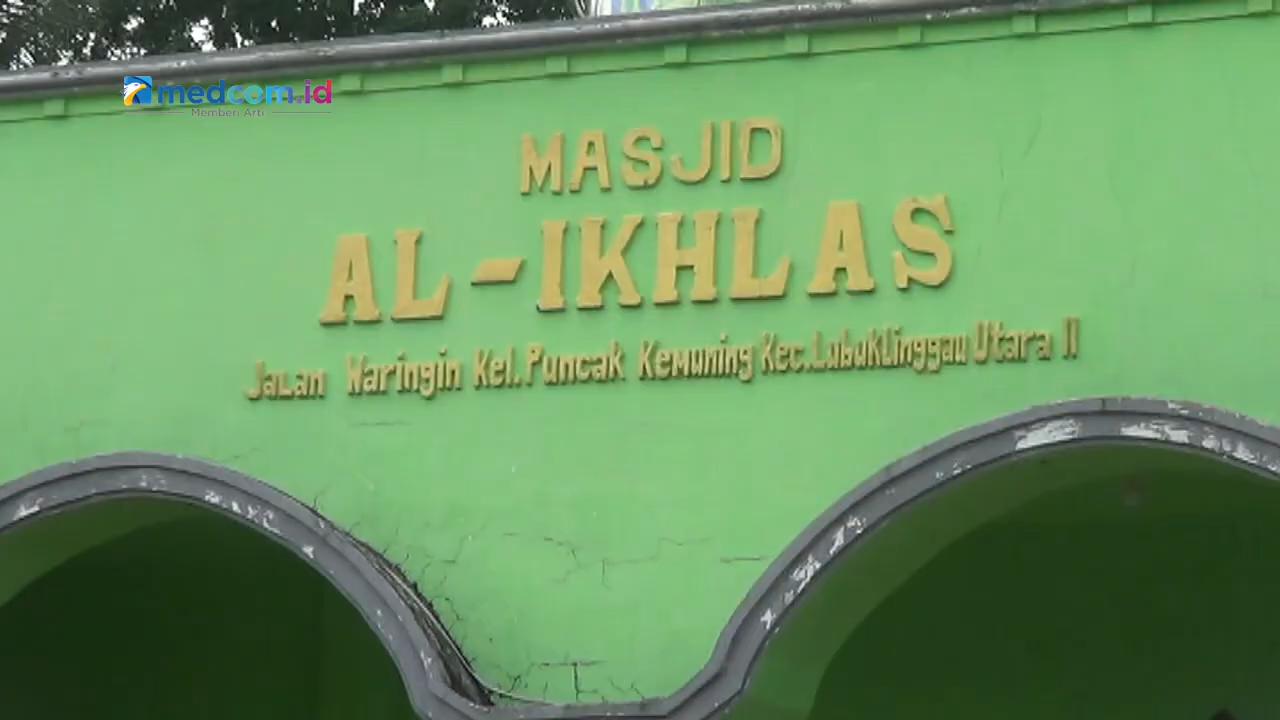 medcom.id
Memberi Arti
MASJID
AL-IKHLAS
Jalan Waringin Kel. Puncak Kemuning Kec. Lubuklinggau Utara II